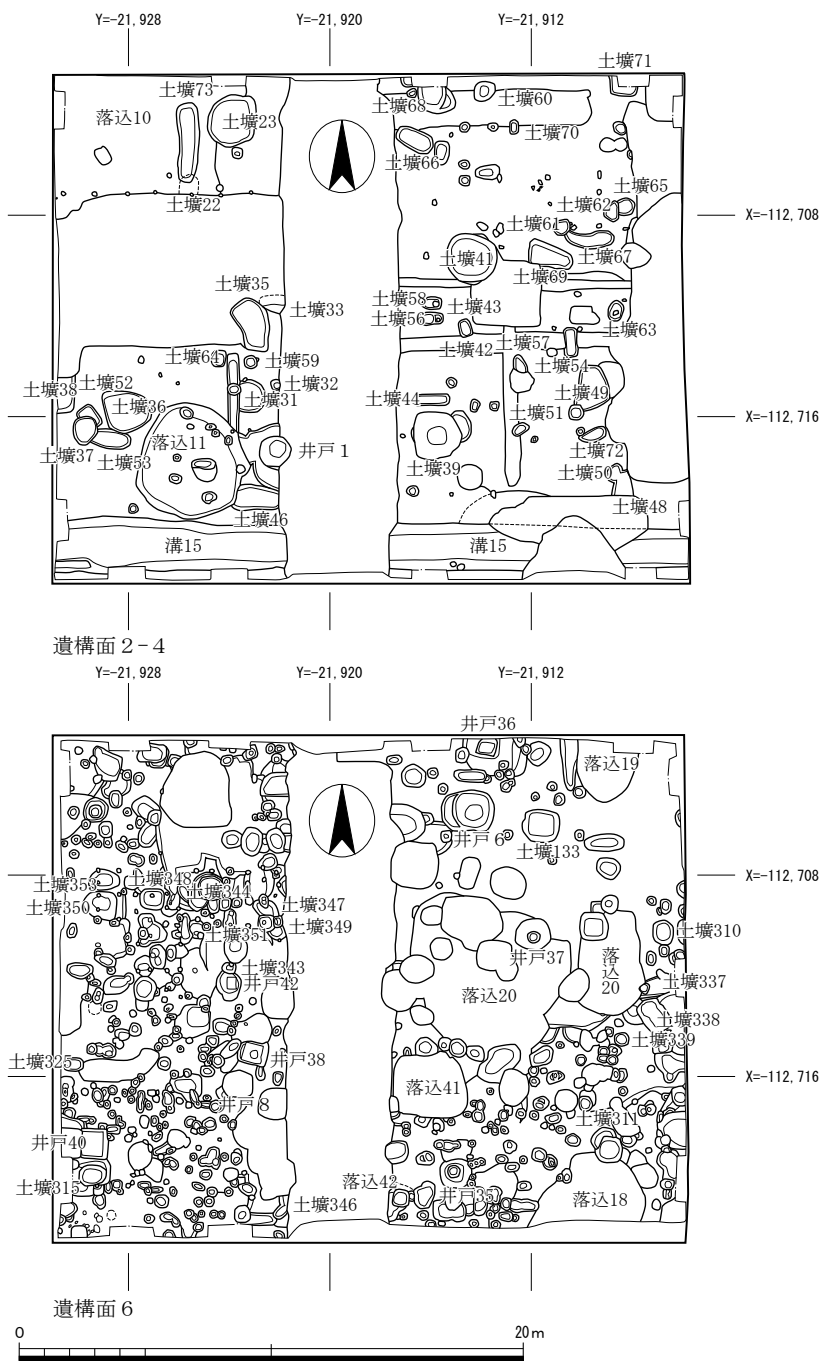 Y=-21,928
Y=-21,920
Y=-21,912
土壙71
土壙73
土壙68
土壙60
落込10
土壙23
土壙70
土壙66
土壙65
土壙22
土壙62
土壙61
X=-112,708
土壙41
土壙67
土壙69
土壙35
土壙58
土壙43
土壙33
土壙56
土壙63
土壙42
土壙57
土壙64
土壙59
土壙54
土壙38
土壙52
土壙32
土壙49
土壙31
土壙44
土壙36
土壙51
X=-112,716
落込11
土壙37
井戸1
土壙72
土壙53
土壙39
土壙50
土壙46
土壙48
溝15
溝15
遺構面2-4
Y=-21,928
Y=-21,920
Y=-21,912
井戸36
落込19
井戸6
土壙133
X=-112,708
土壙353
土壙348
土壙344
土壙350
土壙347
土壙349
土壙351
土壙310
井戸37
土壙343
落込20
井戸42
落込20
土壙337
土壙338
土壙339
井戸38
土壙325
X=-112,716
落込41
井戸8
土壙311
井戸40
落込42
土壙315
井戸35
落込18
土壙346
遺構面6
0
20m